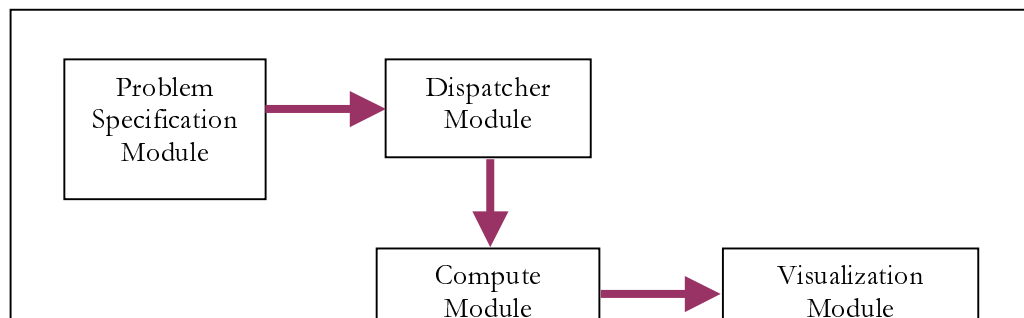 Problem
Specification
Module
Dispatcher
Module
Compute
Module
Visualization
Module